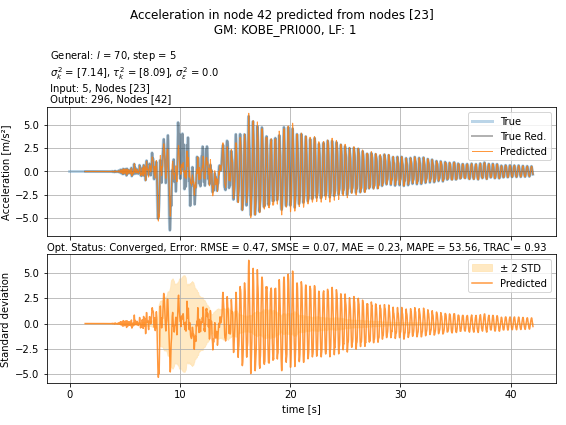 Acceleration in node 42 predicted from nodes [23]
GM: KOBE_PRI000, LF: 1
General: l = 70, step = 5
σ²ₖ = [7.14], τ²ₖ = [8.09], σ²ε = 0.0
Input: 5, Nodes [23]
Output: 296, Nodes [42]
Acceleration [m/s²]
5.0
2.5
0.0
−2.5
−5.0
True
True Red.
Predicted
Opt. Status: Converged, Error: RMSE = 0.47, SMSE = 0.07, MAE = 0.23, MAPE = 53.56, TRAC = 0.93
Standard deviation
5.0
2.5
0.0
−2.5
−5.0
± 2 STD
Predicted
0 10 20 30 40
time [s]